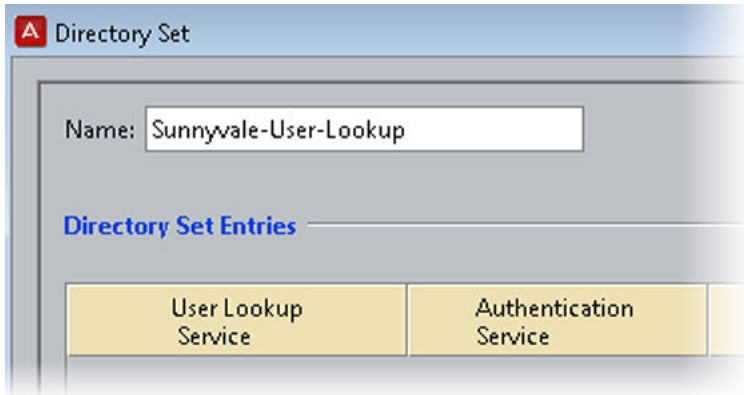 A Directory Set
Name: Sunnyvale-User-Lookup
Directory Set Entries
User Lookup Authentication
Service Service